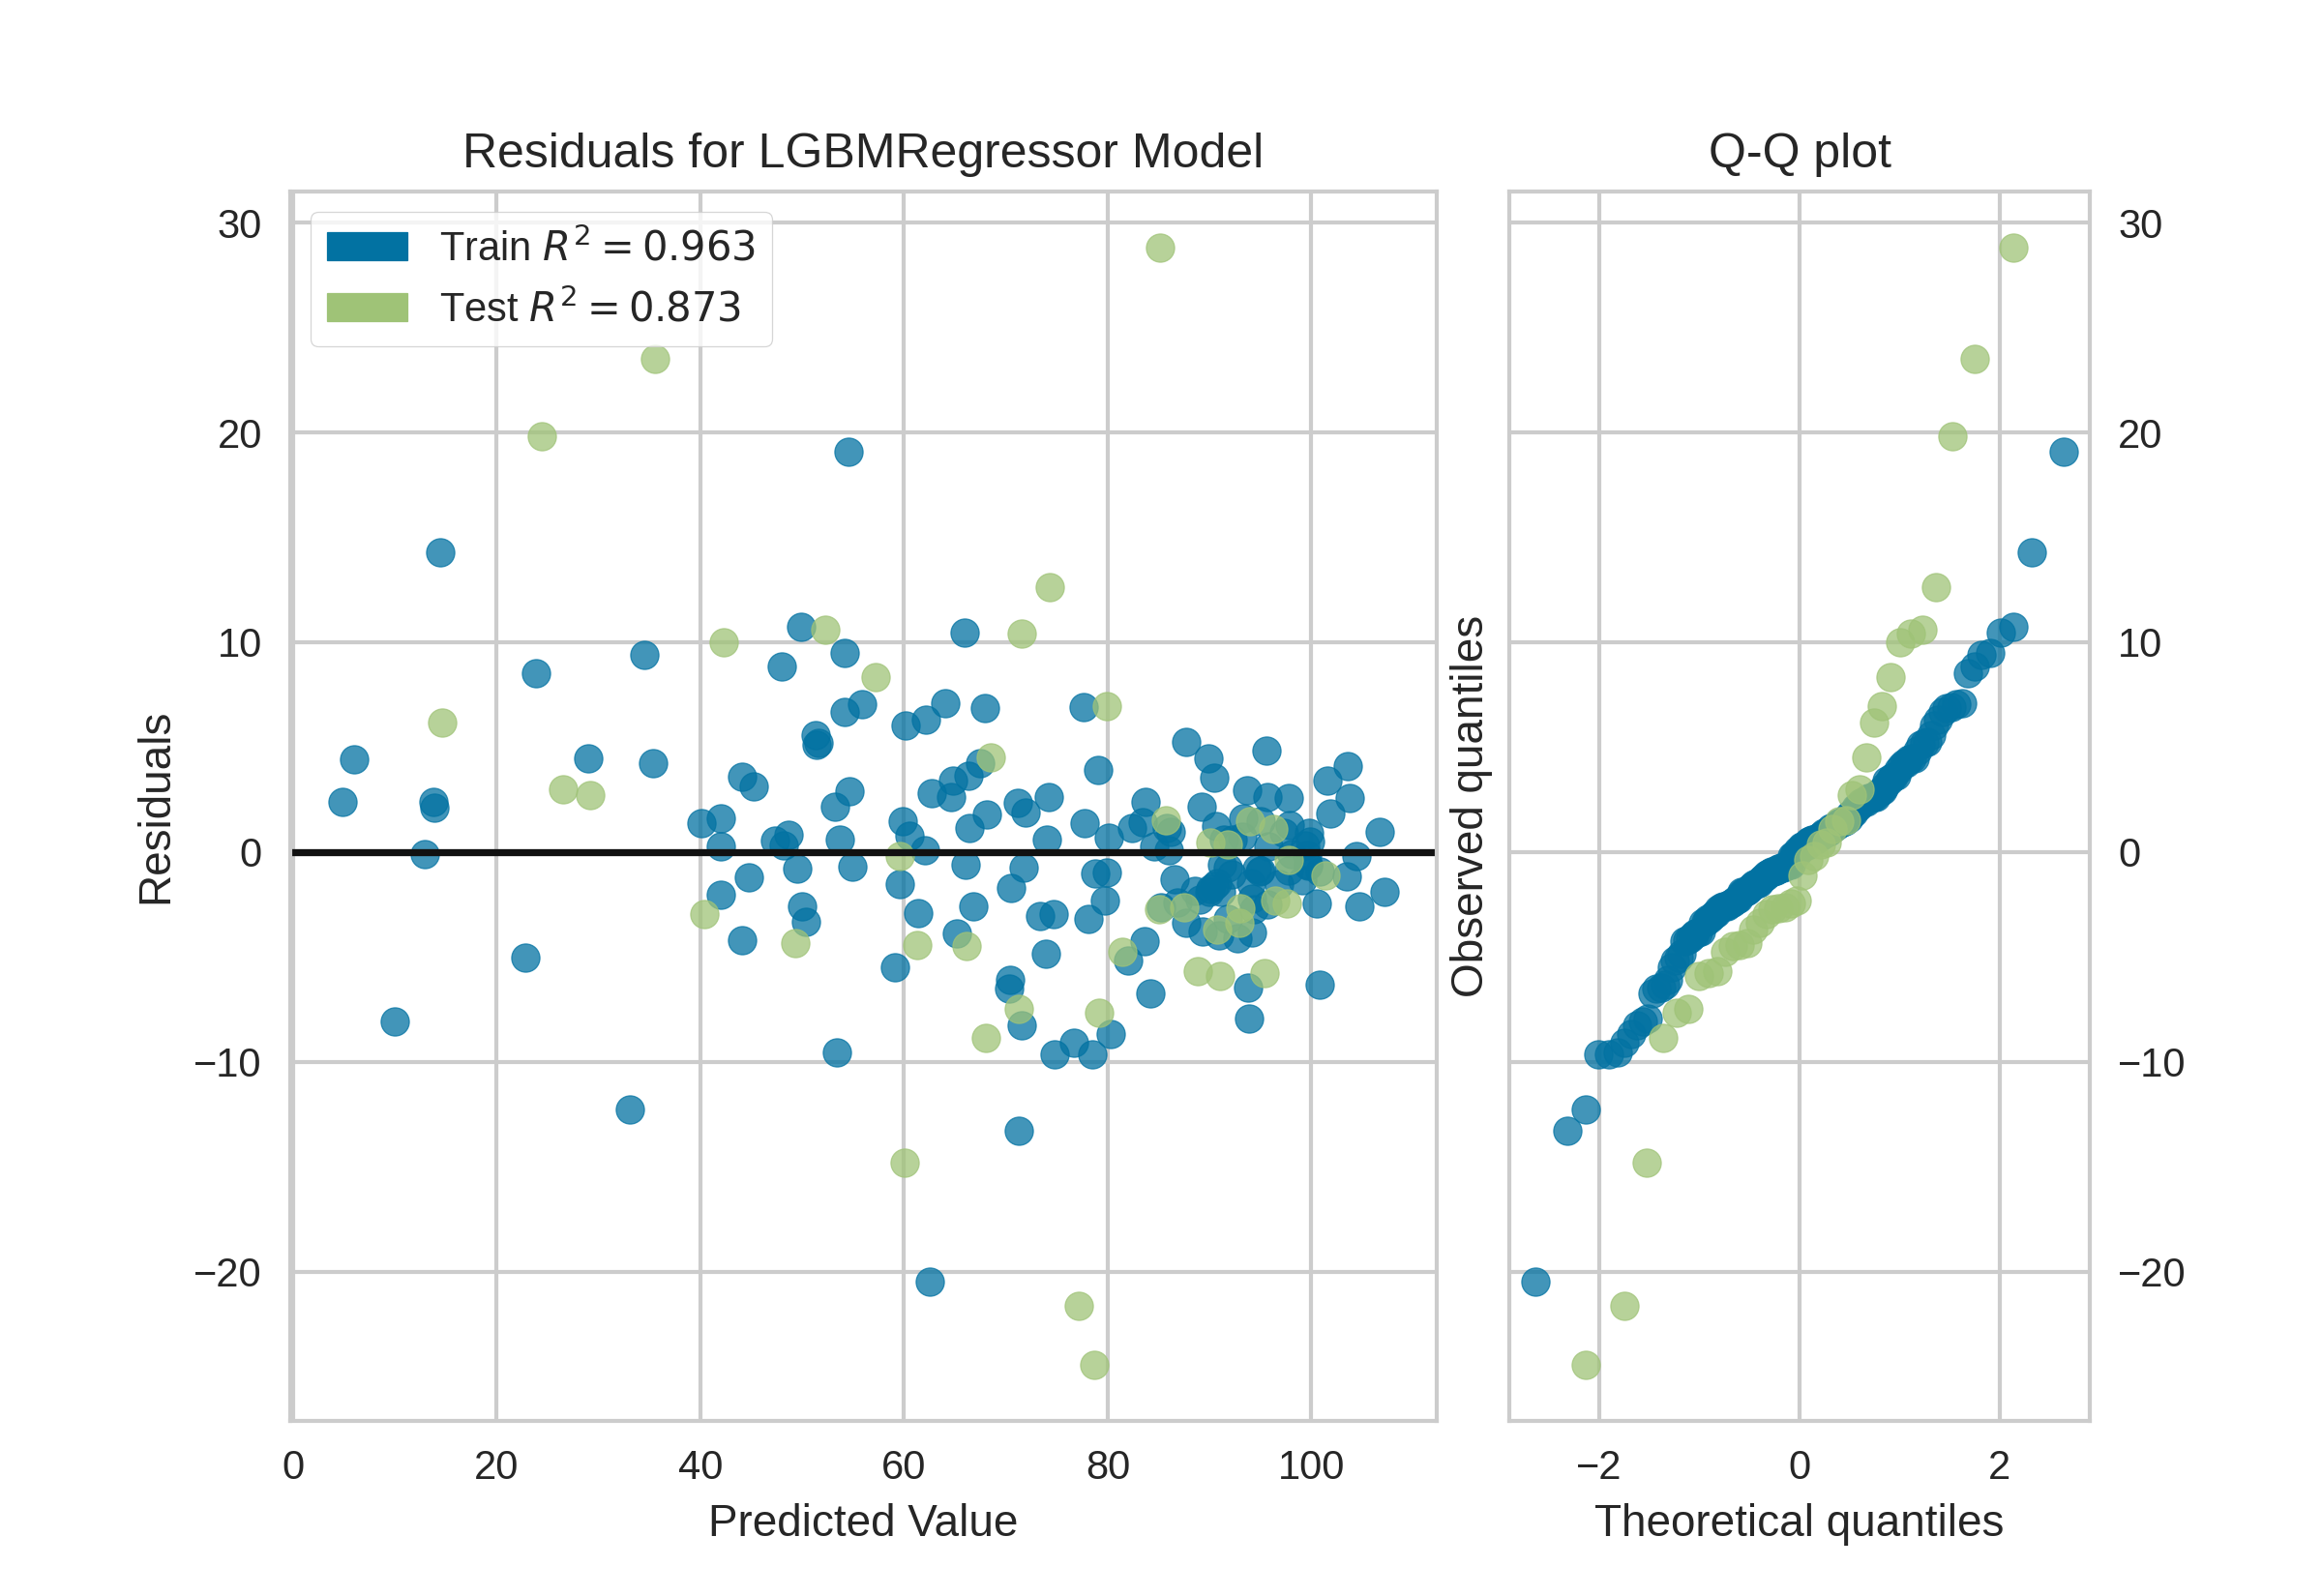 Residuals for LGBMRegressor Model
Q-Q plot
Train R² = 0.963
Test R² = 0.873
30
20
10
0
−10
−20
Residuals
0
20
40
60
80
100
Predicted Value
Observed quantiles
30
20
10
0
−10
−20
−2
0
2
Theoretical quantiles